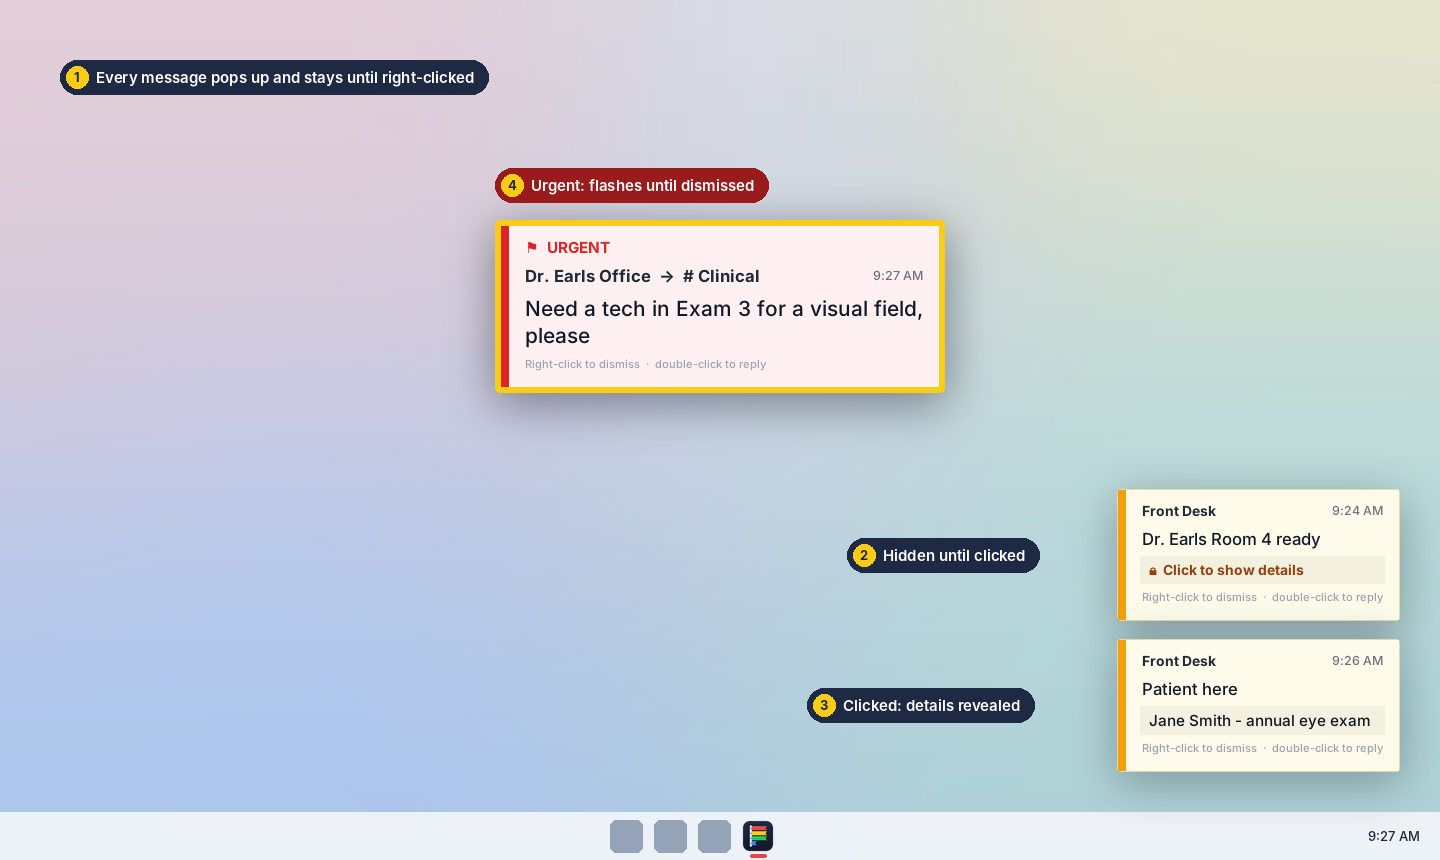 1 Every message pops up and stays until right-clicked
4 Urgent: flashes until dismissed
⚑ URGENT
Dr. Earls Office → # Clinical 9:27 AM
Need a tech in Exam 3 for a visual field,
please
Right-click to dismiss · double-click to reply
Front Desk 9:24 AM
Dr. Earls Room 4 ready
2 Hidden until clicked
🔒 Click to show details
Right-click to dismiss · double-click to reply
Front Desk 9:26 AM
Patient here
3 Clicked: details revealed
Jane Smith - annual eye exam
Right-click to dismiss · double-click to reply
9:27 AM